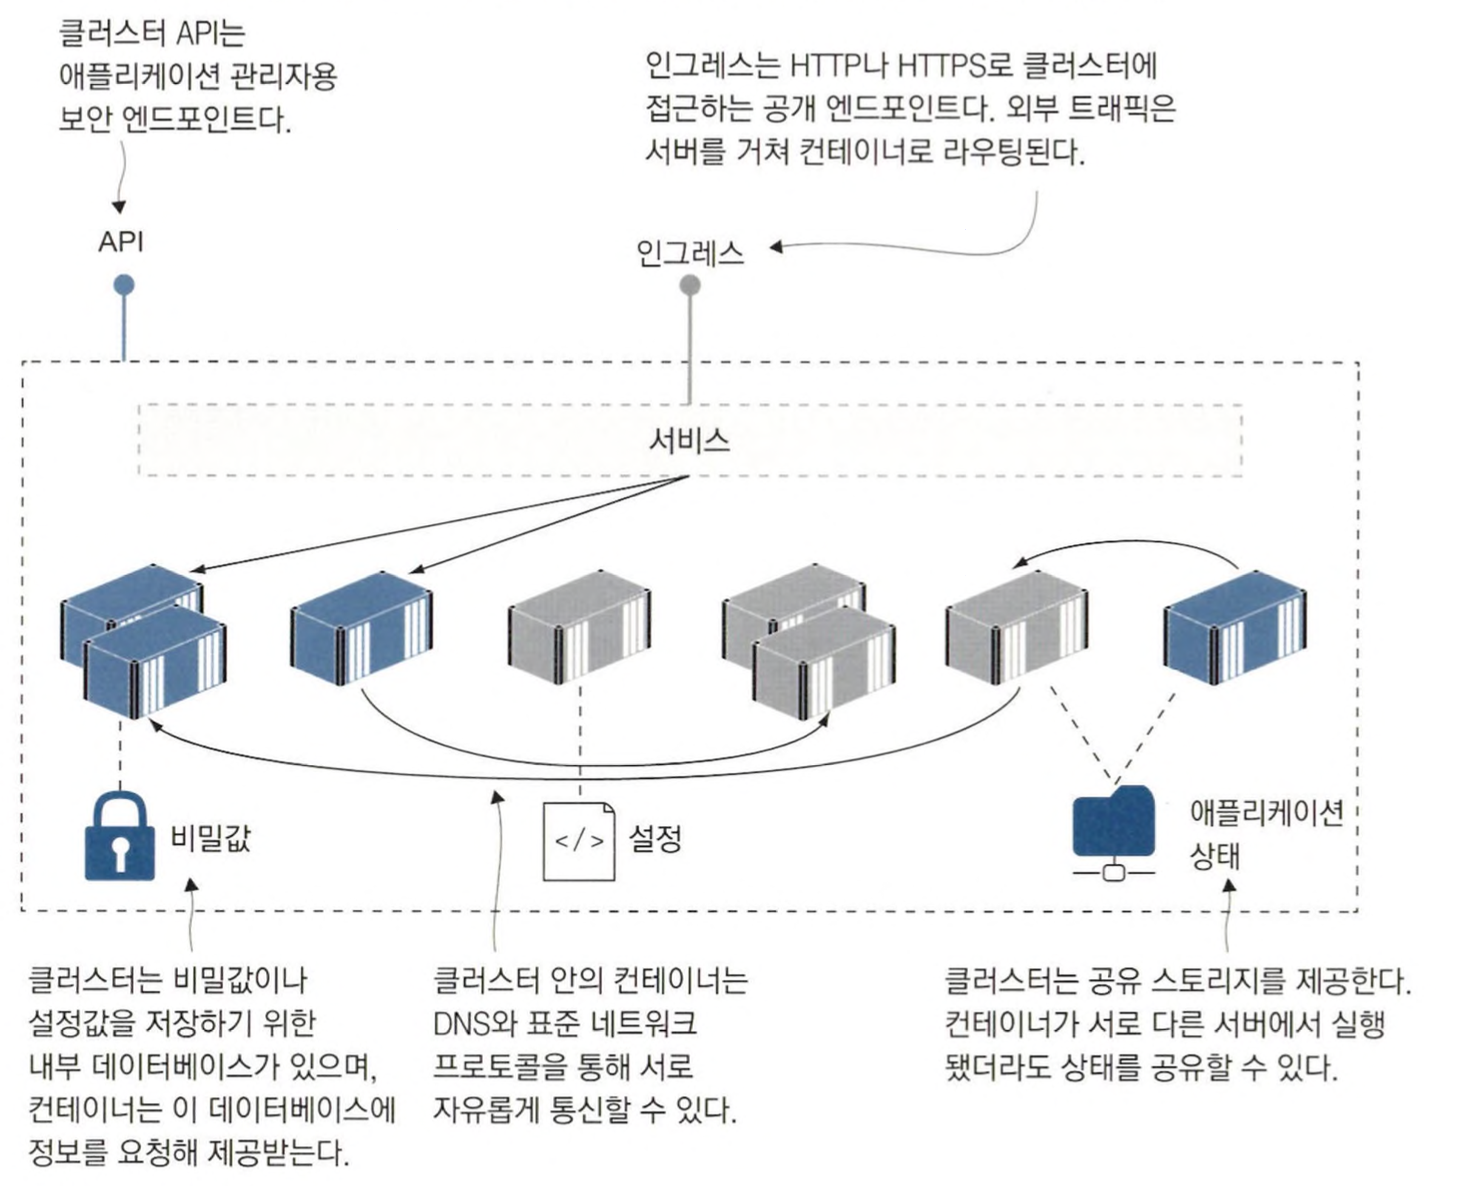 클러스터 API는
애플리케이션 관리자용
보안 엔드포인트다.
인그레스는 HTTP나 HTTPS로 클러스터에
접근하는 공개 엔드포인트다. 외부 트래픽은
서버를 거쳐 컨테이너로 라우팅된다.
API
인그레스
서비스
비밀값
</>
설정
애플리케이션
상태
클러스터는 비밀값이나
설정값을 저장하기 위한
내부 데이터베이스가 있으며,
컨테이너는 이 데이터베이스에
정보를 요청해 제공받는다.
클러스터 안의 컨테이너는
DNS와 표준 네트워크
프로토콜을 통해 서로
자유롭게 통신할 수 있다.
클러스터는 공유 스토리지를 제공한다.
컨테이너가 서로 다른 서버에서 실행
됐더라도 상태를 공유할 수 있다.